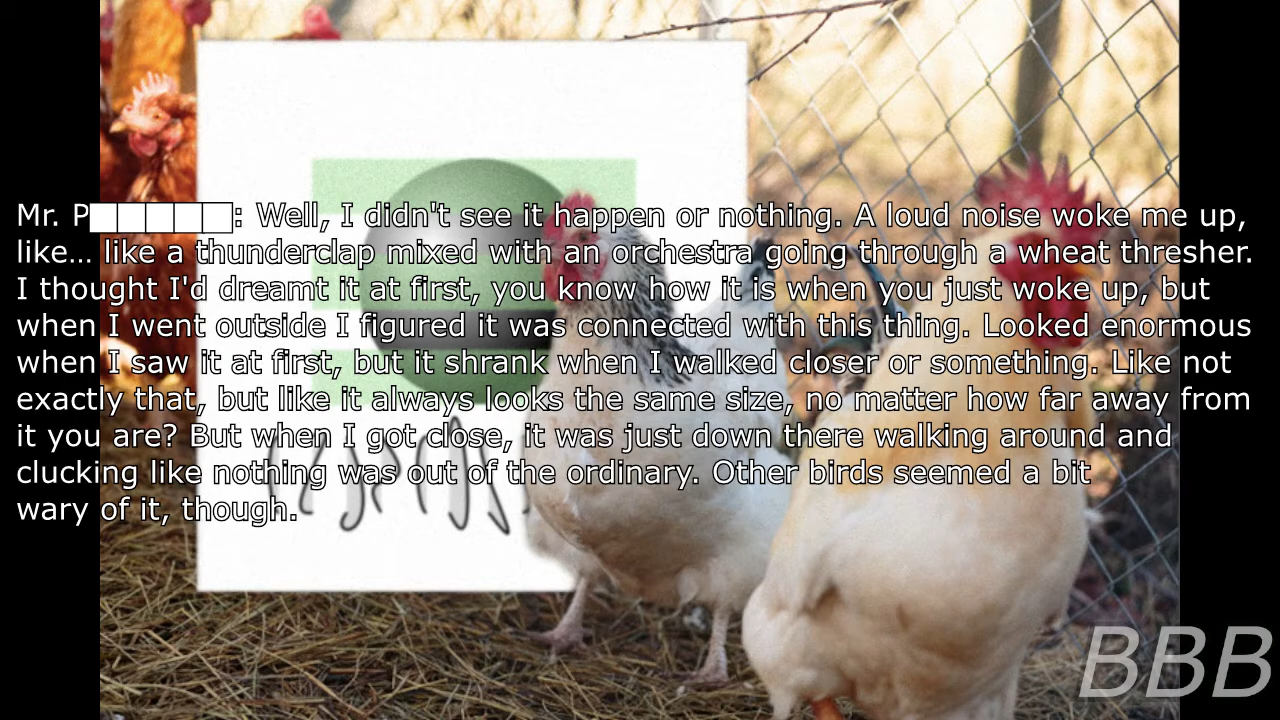 Mr. P█████: Well, I didn't see it happen or nothing. A loud noise woke me up,
like… like a thunderclap mixed with an orchestra going through a wheat thresher.
I thought I'd dreamt it at first, you know how it is when you just woke up, but
when I went outside I figured it was connected with this thing. Looked enormous
when I saw it at first, but it shrank when I walked closer or something. Like not
exactly that, but like it always looks the same size, no matter how far away from
it you are? But when I got close, it was just down there walking around and
clucking like nothing was out of the ordinary. Other birds seemed a bit
wary of it, though.
BBB